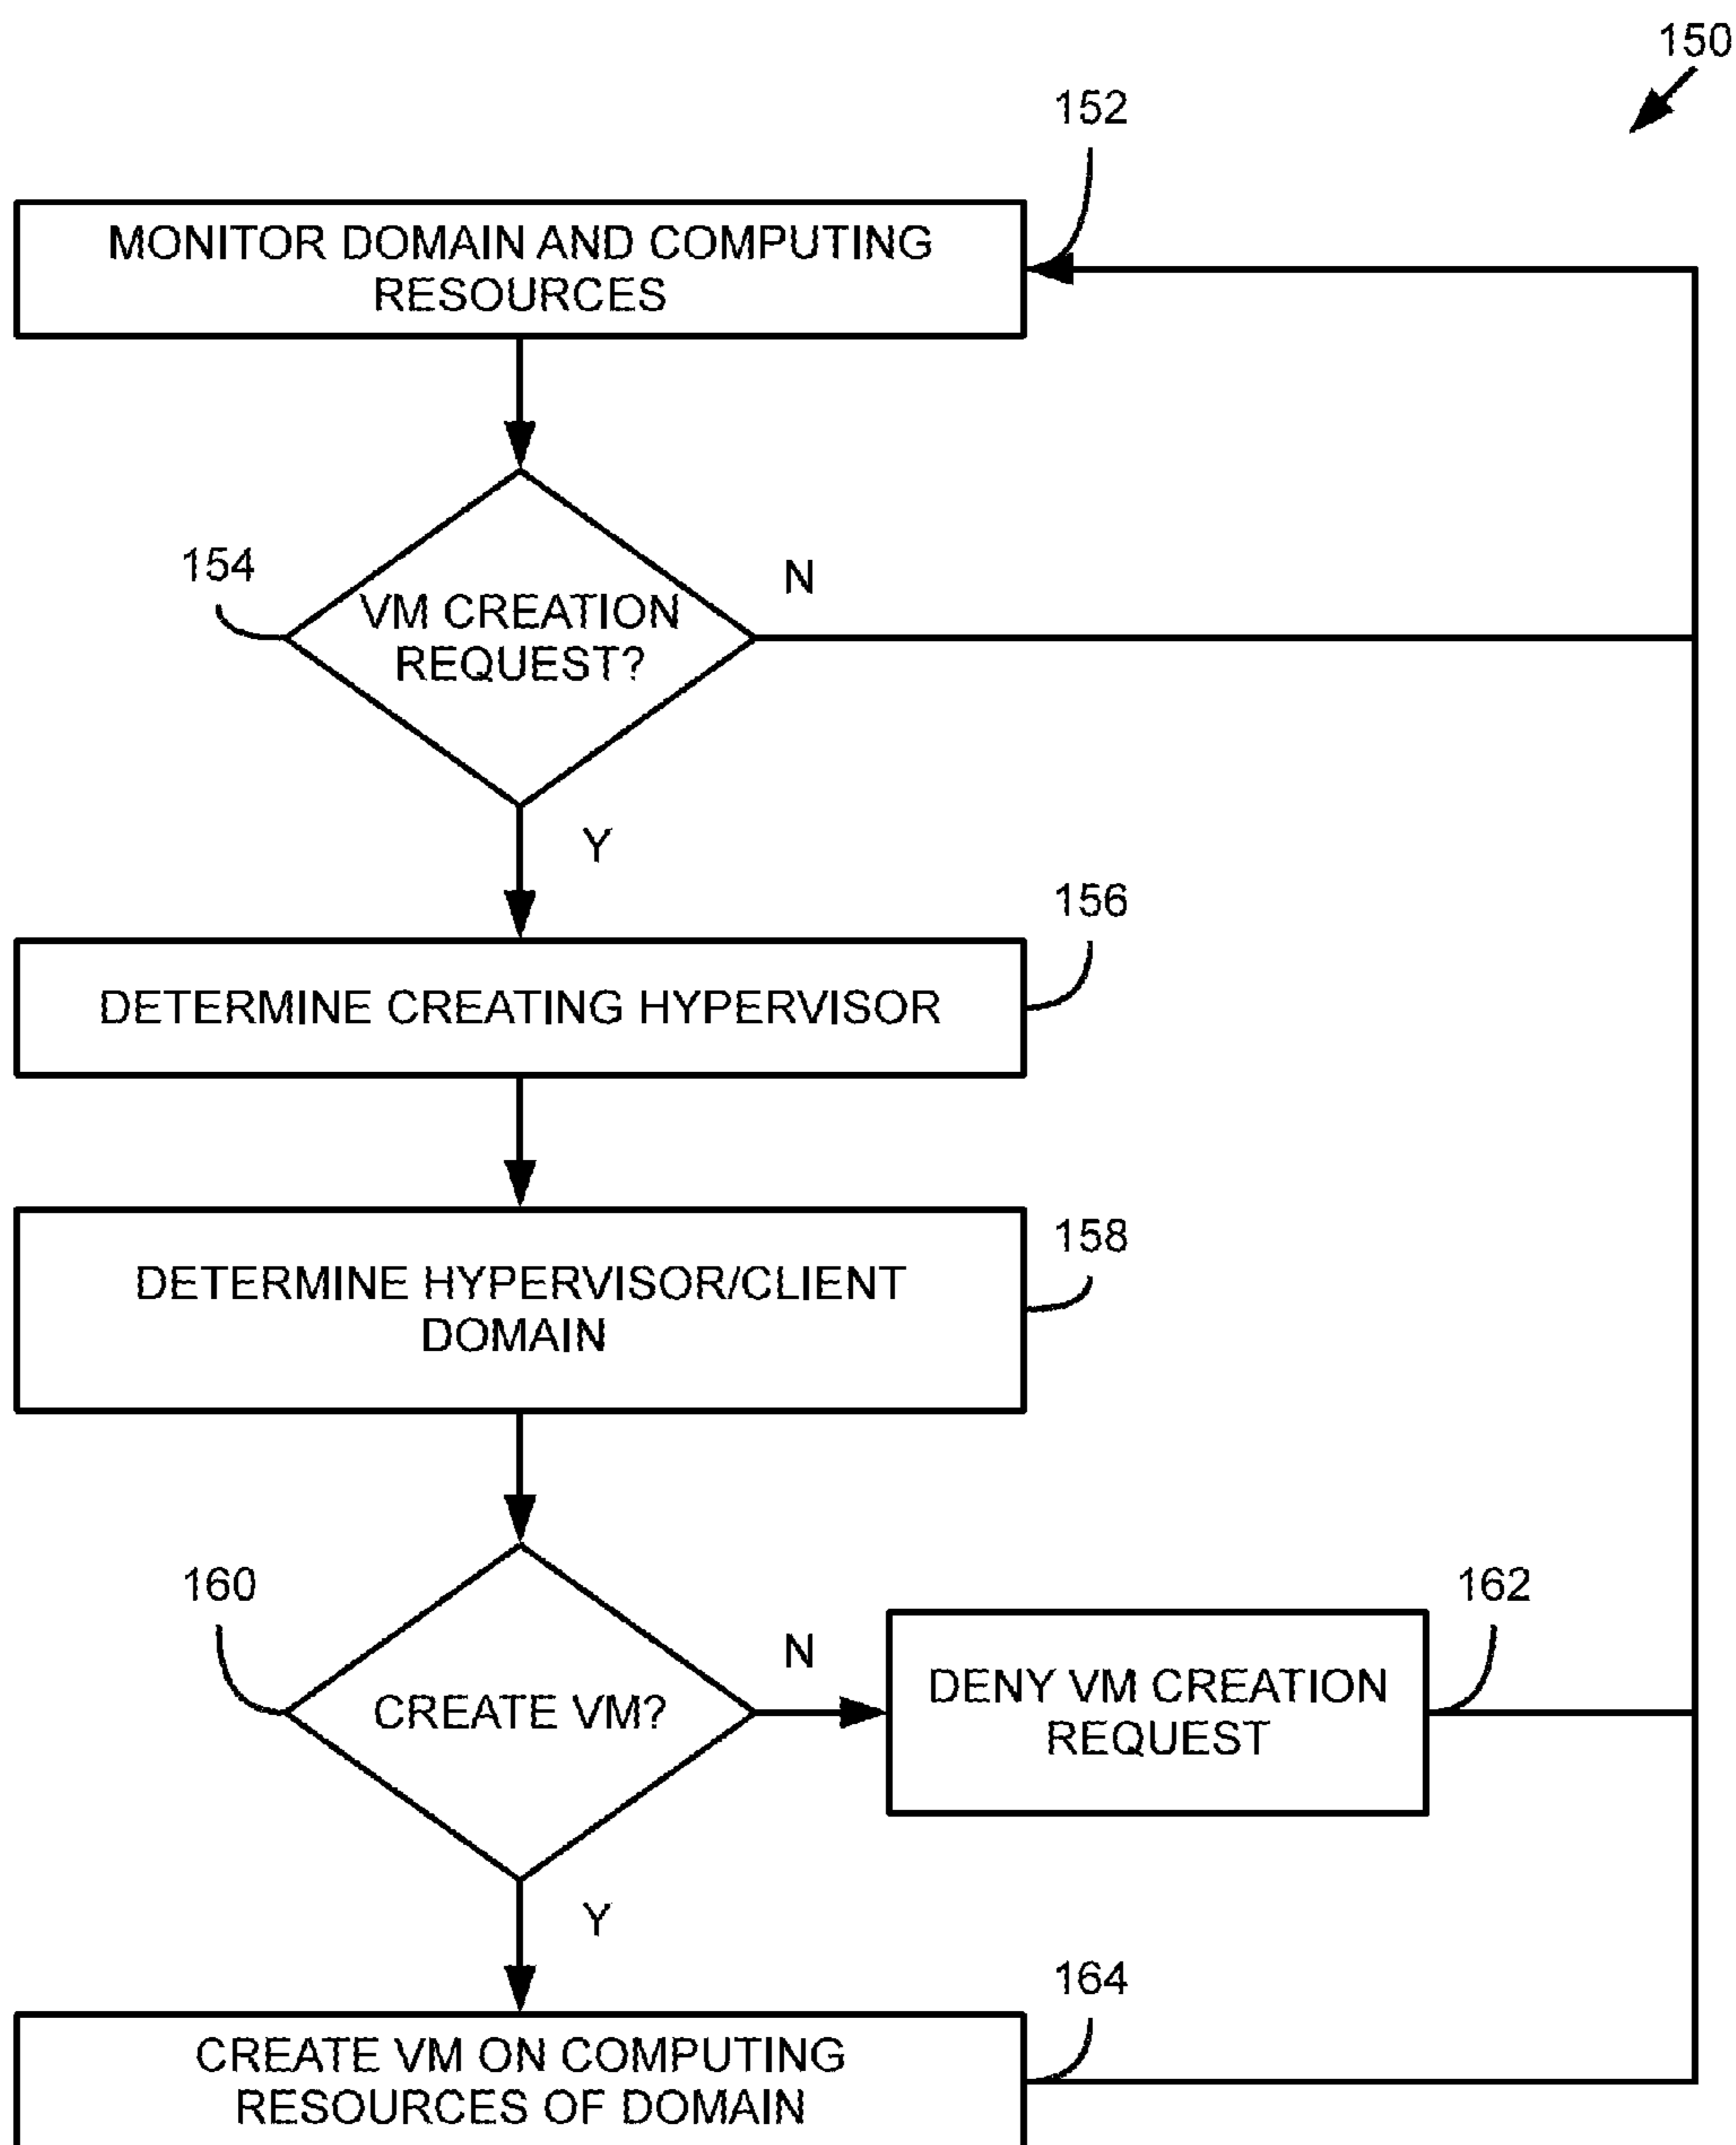 150
152
MONITOR DOMAIN AND COMPUTING
RESOURCES
154
N
VM CREATION
REQUEST?
Y
156
DETERMINE CREATING HYPERVISOR
158
DETERMINE HYPERVISOR/CLIENT
DOMAIN
160
162
N
CREATE VM?
DENY VM CREATION
REQUEST
Y
164
CREATE VM ON COMPUTING
RESOURCES OF DOMAIN